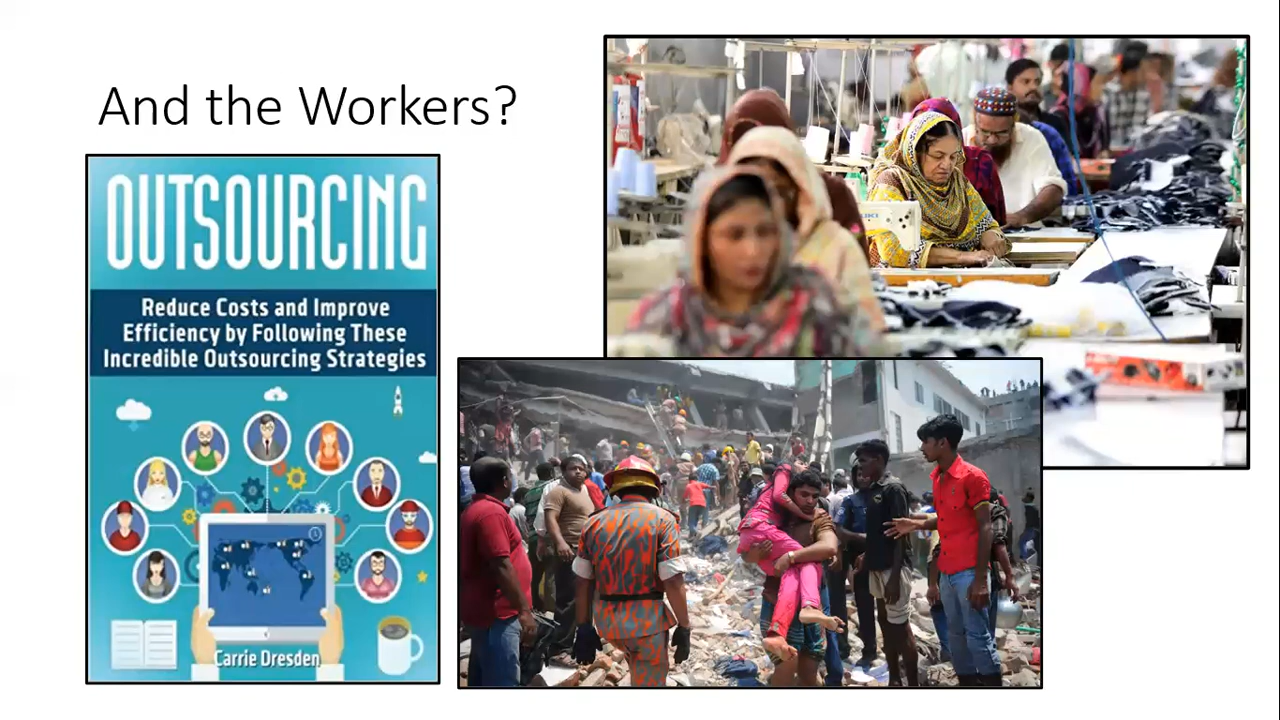 And the Workers?
OUTSOURCING
Reduce Costs and Improve
Efficiency by Following These
Incredible Outsourcing Strategies
Carrie Dresden